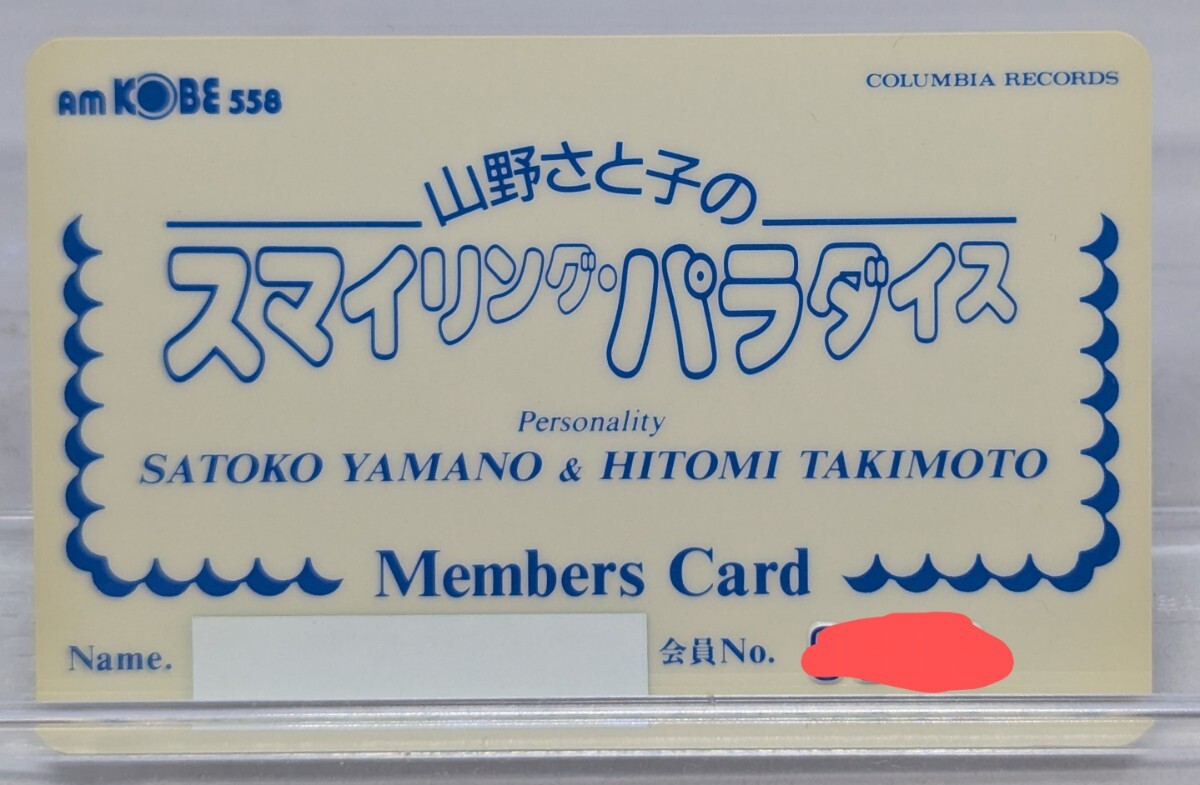 AM KOBE 558
COLUMBIA RECORDS
山野さと子の
スマイリング・パラダイス
Personality
SATOKO YAMANO & HITOMI TAKIMOTO
Members Card
Name.
会員No.